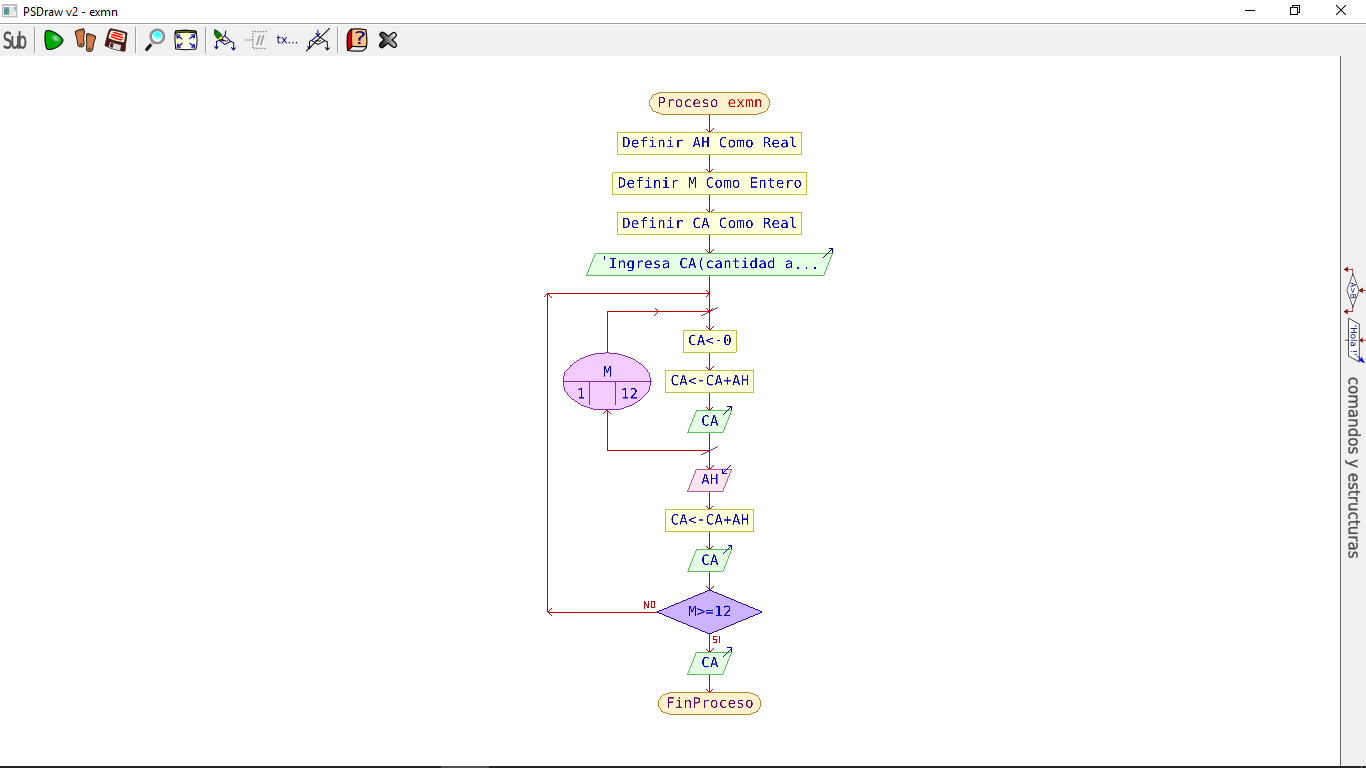 PSDraw v2 - exmn
Sub
tx...
Proceso exmn
Definir AH Como Real
Definir M Como Entero
Definir CA Como Real
'Ingresa CA(cantidad a...
CA<-0
M
1 12
CA<-CA+AH
CA
AH
CA<-CA+AH
CA
NO
M>=12
SI
CA
FinProceso
A>B
'Hola !'
comandos y estructuras